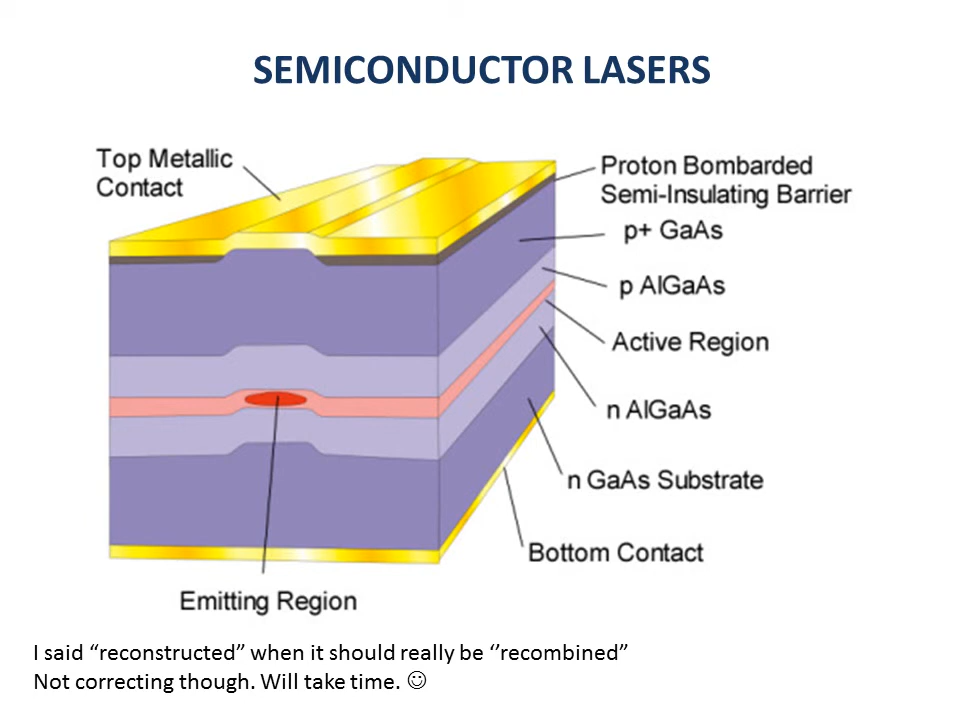 SEMICONDUCTOR LASERS
Top Metallic
Contact
Proton Bombarded
Semi-Insulating Barrier
p+ GaAs
p AlGaAs
Active Region
n AlGaAs
n GaAs Substrate
Bottom Contact
Emitting Region
I said “reconstructed” when it should really be ‘’recombined”
Not correcting though. Will take time. ☺